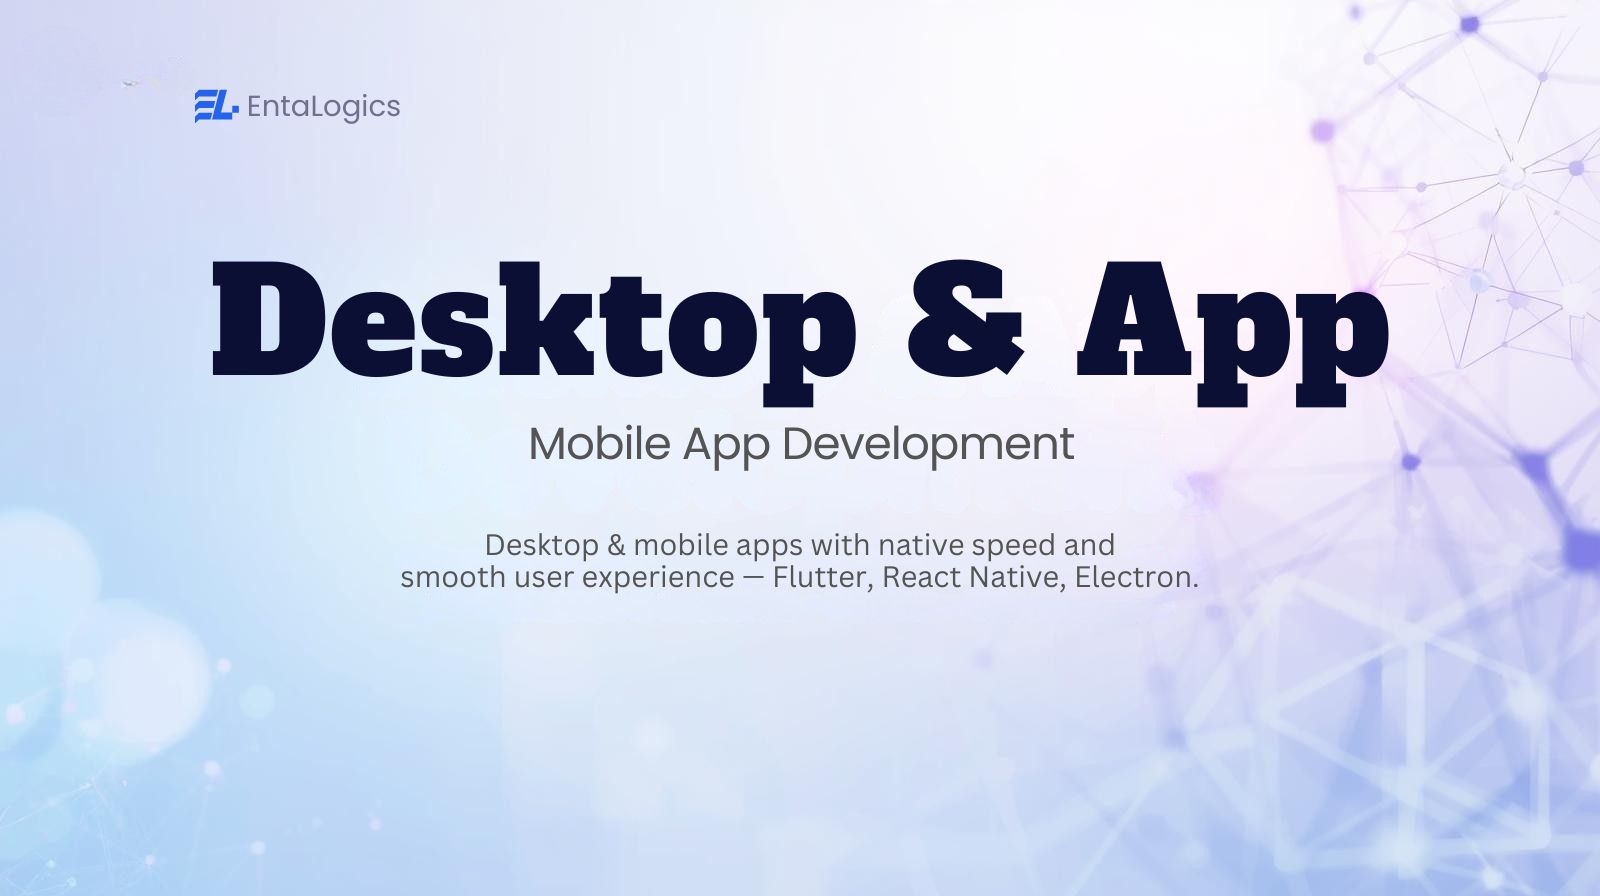 EntaLogics
Desktop & App
Mobile App Development
Desktop & mobile apps with native speed and
smooth user experience — Flutter, React Native, Electron.